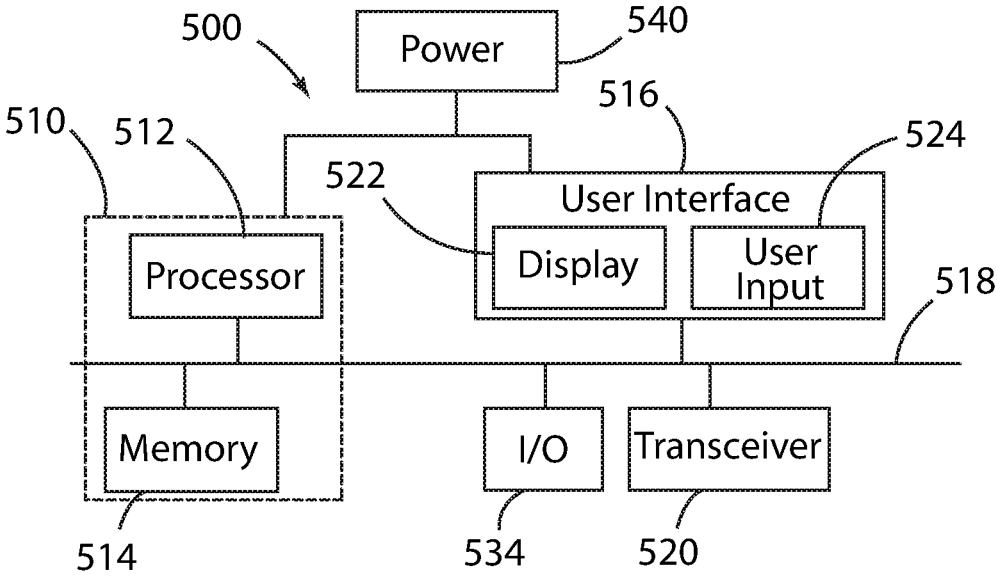 500
Power
540
510
512
516
524
522
User Interface
Processor
Display
User
Input
518
Memory
I/O
Transceiver
514
534
520